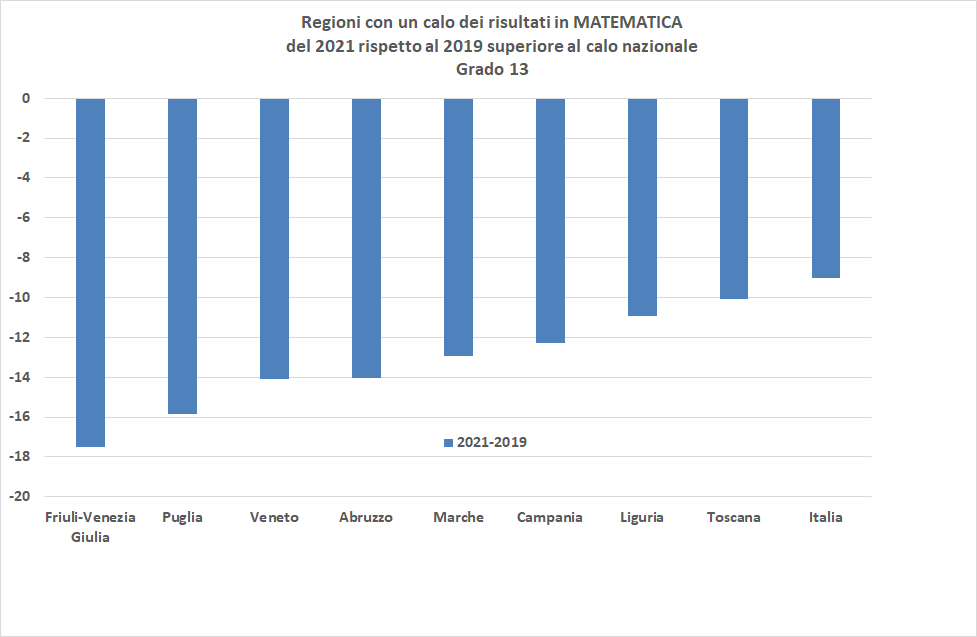 Regioni con un calo dei risultati in MATEMATICA
del 2021 rispetto al 2019 superiore al calo nazionale
Grado 13
0
-2
-4
-6
-8
-10
-12
-14
-16
-18
-20
2021-2019
Friuli-Venezia Puglia Veneto Abruzzo Marche Campania Liguria Toscana Italia
Giulia